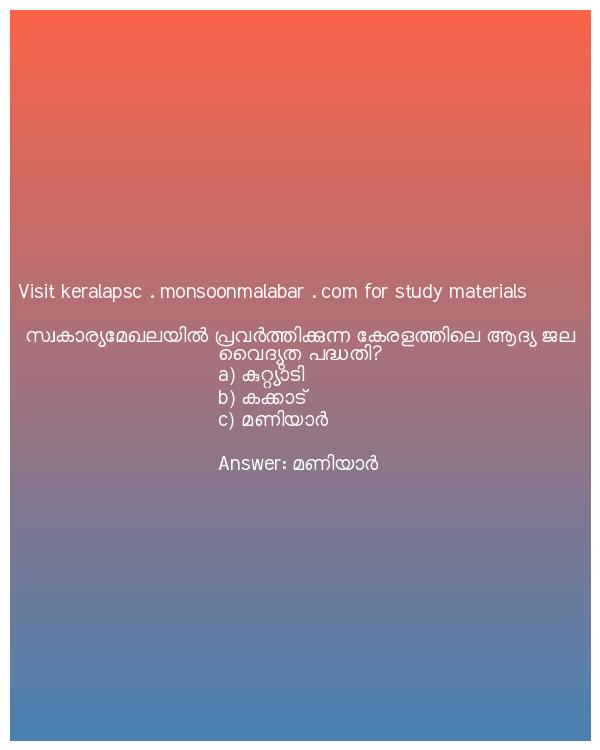 Visit keralapsc . monsoonmalabar . com for study materials
സ്വകാര്യമേഖലയിൽ പ്രവർത്തിക്കുന്ന കേരളത്തിലെ ആദ്യ ജല
വൈദ്യുത പദ്ധതി?
a) കുറ്റ്യാടി
b) കക്കാട്
c) മണിയാർ
Answer: മണിയാർ